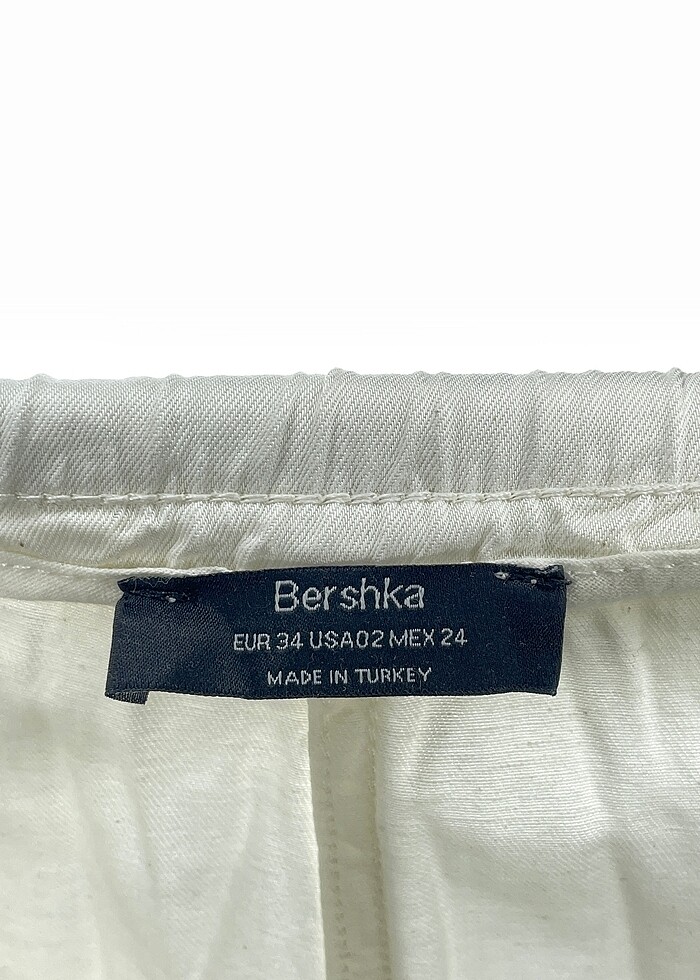 Bershka
EUR 34 USA02 MEX 24
MADE IN TURKEY